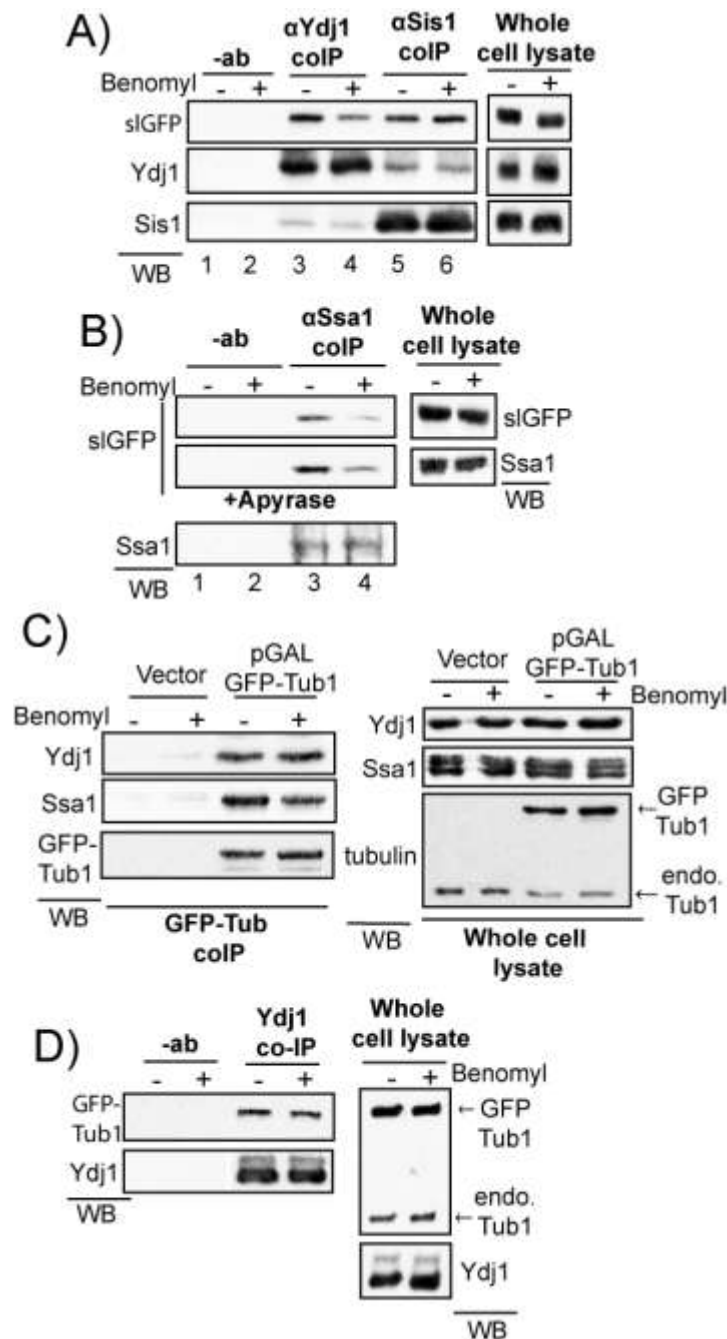 A)
αYdj1 αSis1 Whole
-ab coIP coIP cell lysate
Benomyl - + - + - + - +
slGFP
Ydj1
Sis1
WB 1 2 3 4 5 6
B)
αSsa1 Whole
-ab coIP cell lysate
Benomyl - + - + - +
slGFP slGFP
Ssa1
+Apyrase WB
Ssa1
WB 1 2 3 4
C)
pGAL
Vector GFP-Tub1
Benomyl - + - +
Ydj1
Ssa1
GFP-
Tub1
WB
GFP-Tub
coIP
pGAL
Vector GFP-Tub1
- + - + Benomyl
Ydj1
Ssa1
tubulin
←GFP
Tub1
endo.
←Tub1
WB
Whole cell
lysate
D)
Ydj1
-ab co-IP
- + - +
GFP-
Tub1
Ydj1
WB
Whole
cell lysate
- + Benomyl
←GFP
Tub1
endo.
←Tub1
Ydj1
WB